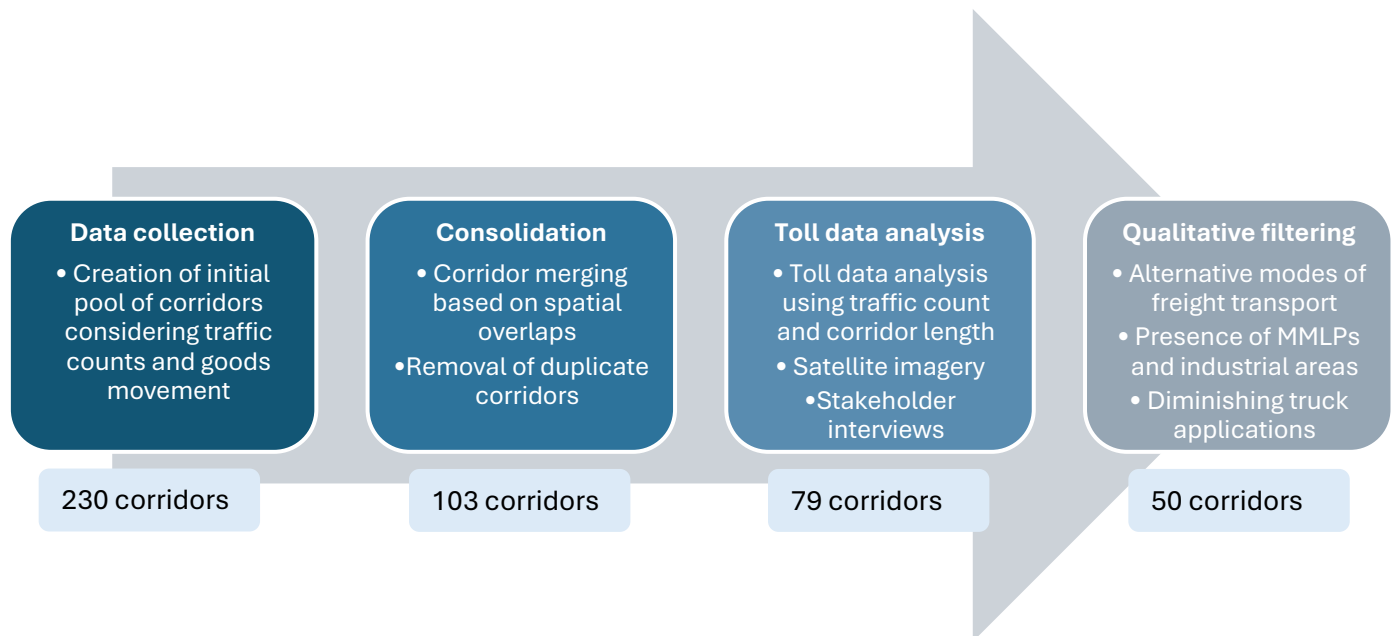 Data collection
• Creation of initial
pool of corridors
considering traffic
counts and goods
movement
230 corridors
Consolidation
• Corridor merging
based on spatial
overlaps
•Removal of duplicate
corridors
103 corridors
Toll data analysis
• Toll data analysis
using traffic count
and corridor length
• Satellite imagery
•Stakeholder
interviews
79 corridors
Qualitative filtering
• Alternative modes of
freight transport
• Presence of MMLPs
and industrial areas
• Diminishing truck
applications
50 corridors